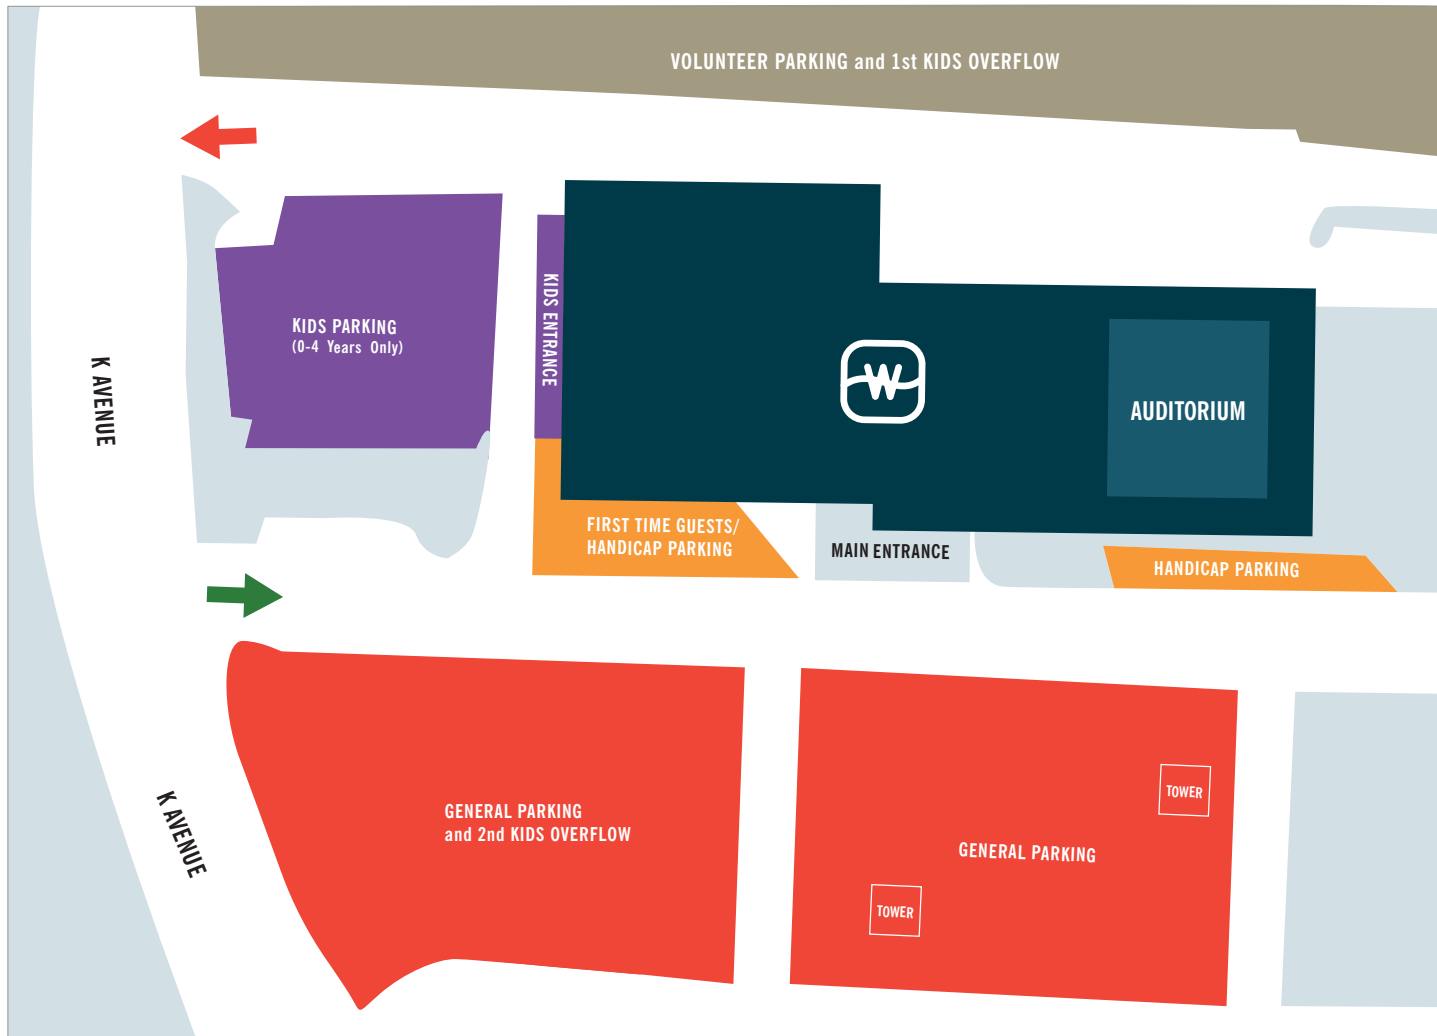 VOLUNTEER PARKING and 1st KIDS OVERFLOW
KIDS PARKING
(0-4 Years Only)
KIDS ENTRANCE
K AVENUE
W
AUDITORIUM
FIRST TIME GUESTS/
HANDICAP PARKING
MAIN ENTRANCE
HANDICAP PARKING
K AVENUE
GENERAL PARKING
and 2nd KIDS OVERFLOW
TOWER
GENERAL PARKING
TOWER